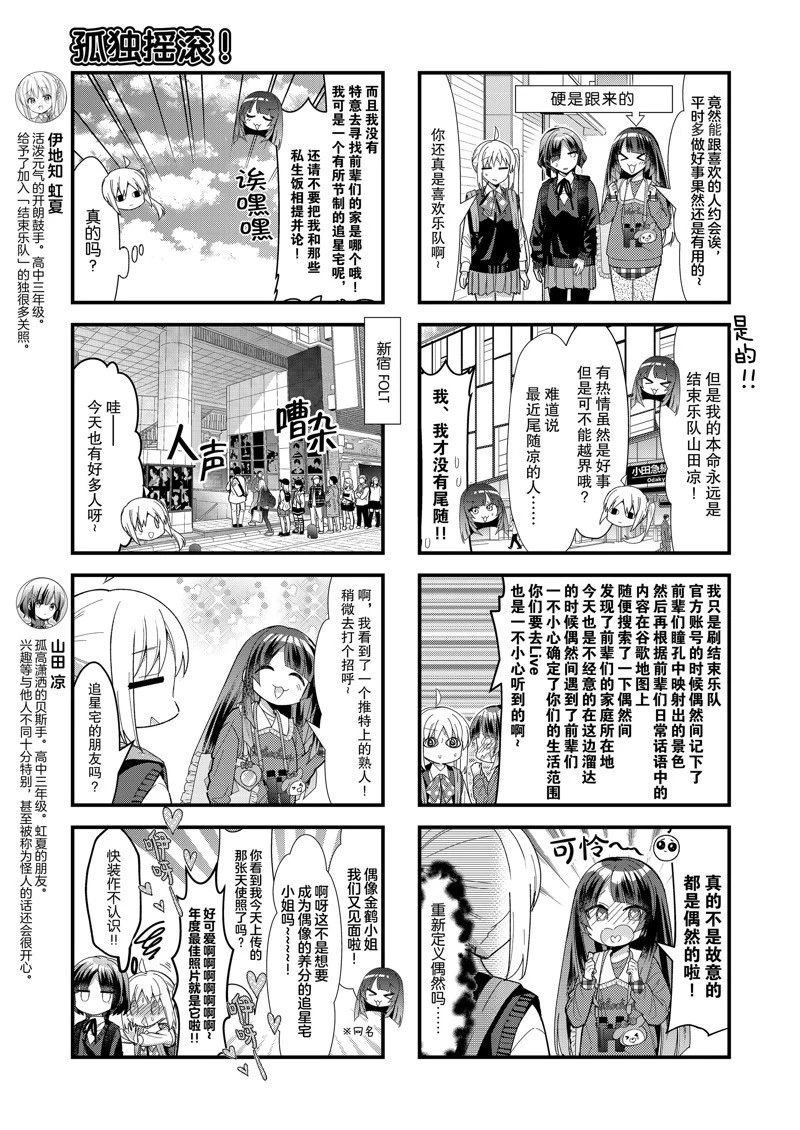 孤独摇滚！
伊地知 虹夏
活泼元气的开朗鼓手。高中三年级。
给予了加入「结束乐队」的独很多关照。
山田 凉
孤高潇洒的贝斯手。高中三年级。虹夏的朋友。
兴趣等与他人不同十分特别，甚至被称为怪人的话还会很开心。
竟然能跟喜欢的人约会诶，
平时多做好事果然还是有用的~
硬是跟来的
你还真是
喜欢乐队啊~
是的!!
但是我的本命永远是
结束乐队山田凉！
有热情虽然是好事
但是可不能越界哦？
难道说
最近尾随凉的人……
小田急
Odaky
我、我才没有尾随!!
我只是刷结束乐队
官方账号的时候偶然间记下了
前辈们瞳孔中映射出的景色
然后再根据前辈们日常话语中的
内容在谷歌地图上
随便搜索了一下偶然间
发现了前辈们的家庭所在地
今天也是不经意的在这边溜达
的时候偶然间遇到了前辈们
一不小心确定了你们的生活范围
你们要去Live
也是一不小心听到的啊~
真的不是故意的
都是偶然的啦！
可怜~
重新定义偶然吗……
而且我没有
特意去寻找前辈们的家是哪个哦！
我可是一个有所节制的追星宅呢，
还请不要把我和那些
私生饭相提并论！
诶嘿嘿
真的吗？
新宿 FOLT
嘈杂
人声
哇——
今天也有好多人呀~
啊，我看到了一个推特上的熟人！
稍微去打个招呼~
追星宅的朋友吗？
偶像金鹤小姐
我们又见面啦！
※网名
啊呀这不是想要
成为偶像的养分的追星宅
小姐吗~~~~！
你看到我今天上传的
那张天使照了吗？
好可爱啊啊啊啊啊啊啊~
年度最佳照片就是它啦!!
咿呀
咿呀
快装作不认识!!